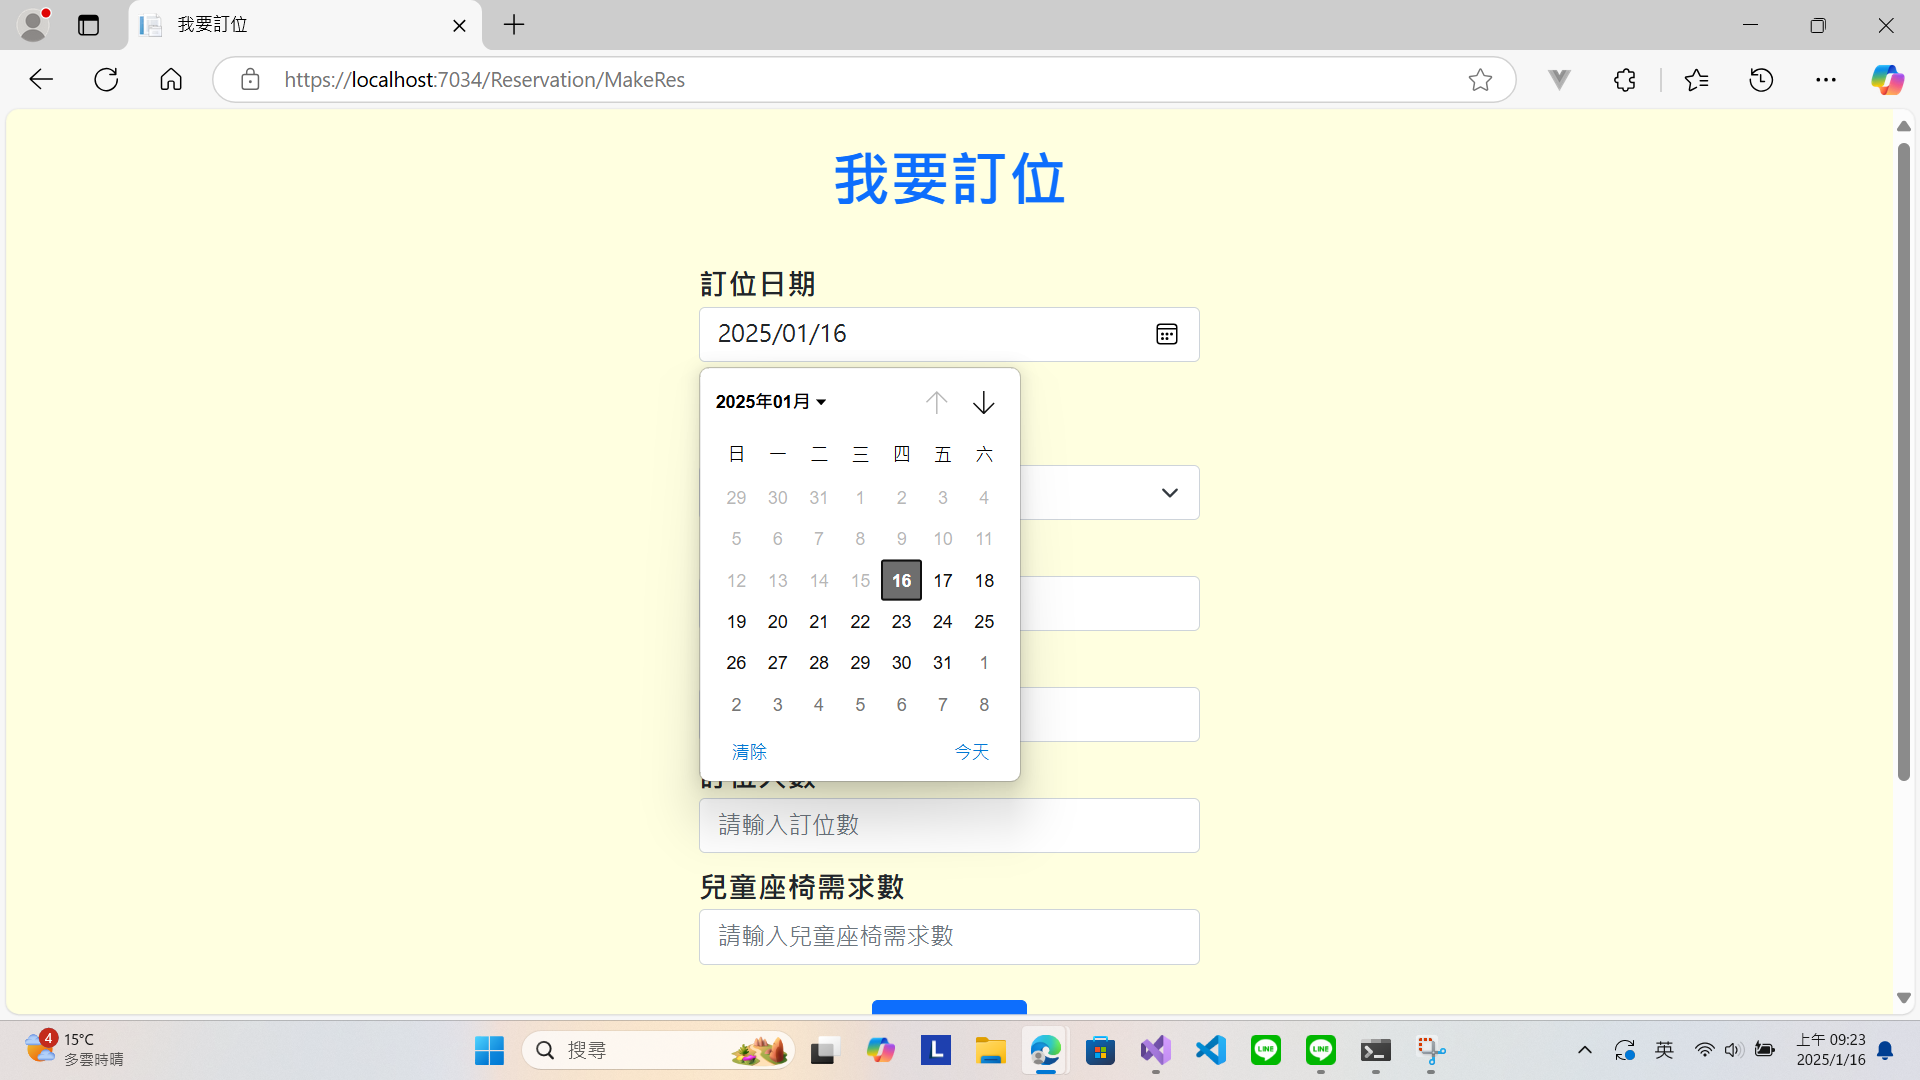 我要訂位
https://localhost:7034/Reservation/MakeRes
我要訂位
訂位日期
2025/01/16
2025年01月
日 一 二 三 四 五 六
29 30 31 1 2 3 4
5 6 7 8 9 10 11
12 13 14 15 16 17 18
19 20 21 22 23 24 25
26 27 28 29 30 31 1
2 3 4 5 6 7 8
清除 今天
訂位人數
請輸入訂位數
兒童座椅需求數
請輸入兒童座椅需求數
4
15°C
多雲時晴
搜尋
L
LINE
LINE
英
上午 09:23
2025/1/16